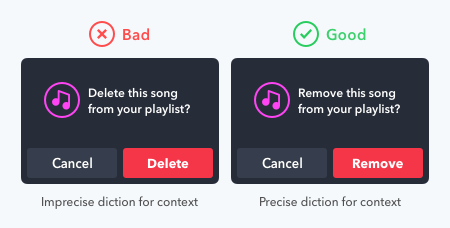 Bad
Delete this song
from your playlist?
Cancel
Delete
Imprecise diction for context
Good
Remove this song
from your playlist?
Cancel
Remove
Precise diction for context